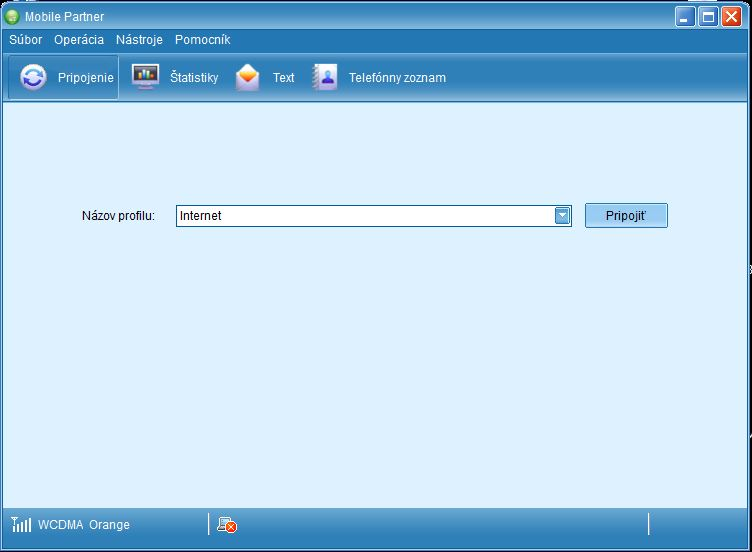 Mobile Partner
Súbor Operácia Nástroje Pomocník
Pripojenie Štatistiky Text Telefónny zoznam
Názov profilu: Internet Pripojiť
WCDMA Orange